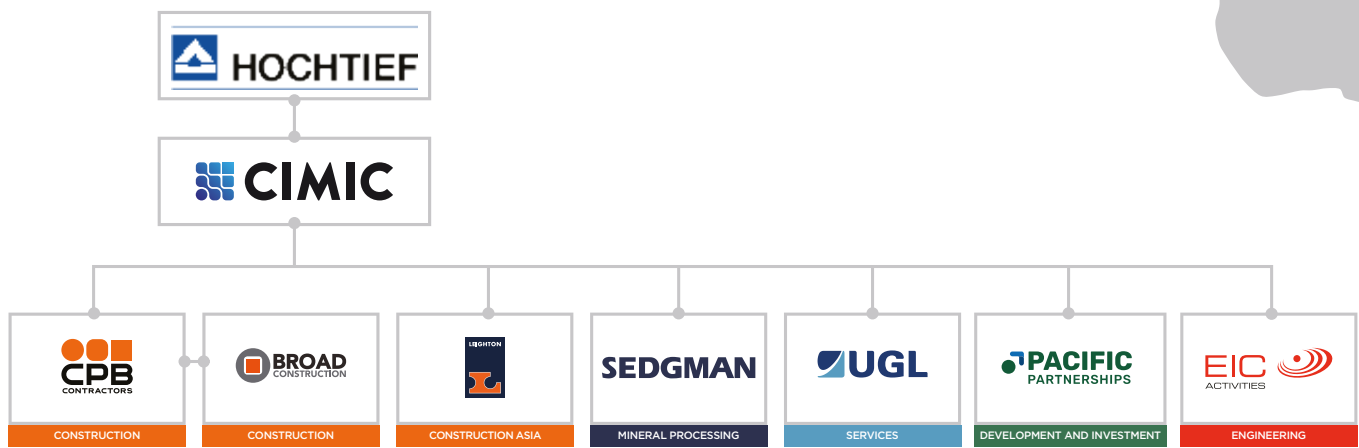 HOCHTIEF
CIMIC
CPB
CONTRACTORS
CONSTRUCTION
BROAD
CONSTRUCTION
CONSTRUCTION
LEIGHTON
L
CONSTRUCTION ASIA
SEDGMAN
MINERAL PROCESSING
UGL
SERVICES
PACIFIC
PARTNERSHIPS
DEVELOPMENT AND INVESTMENT
EIC
ACTIVITIES
ENGINEERING